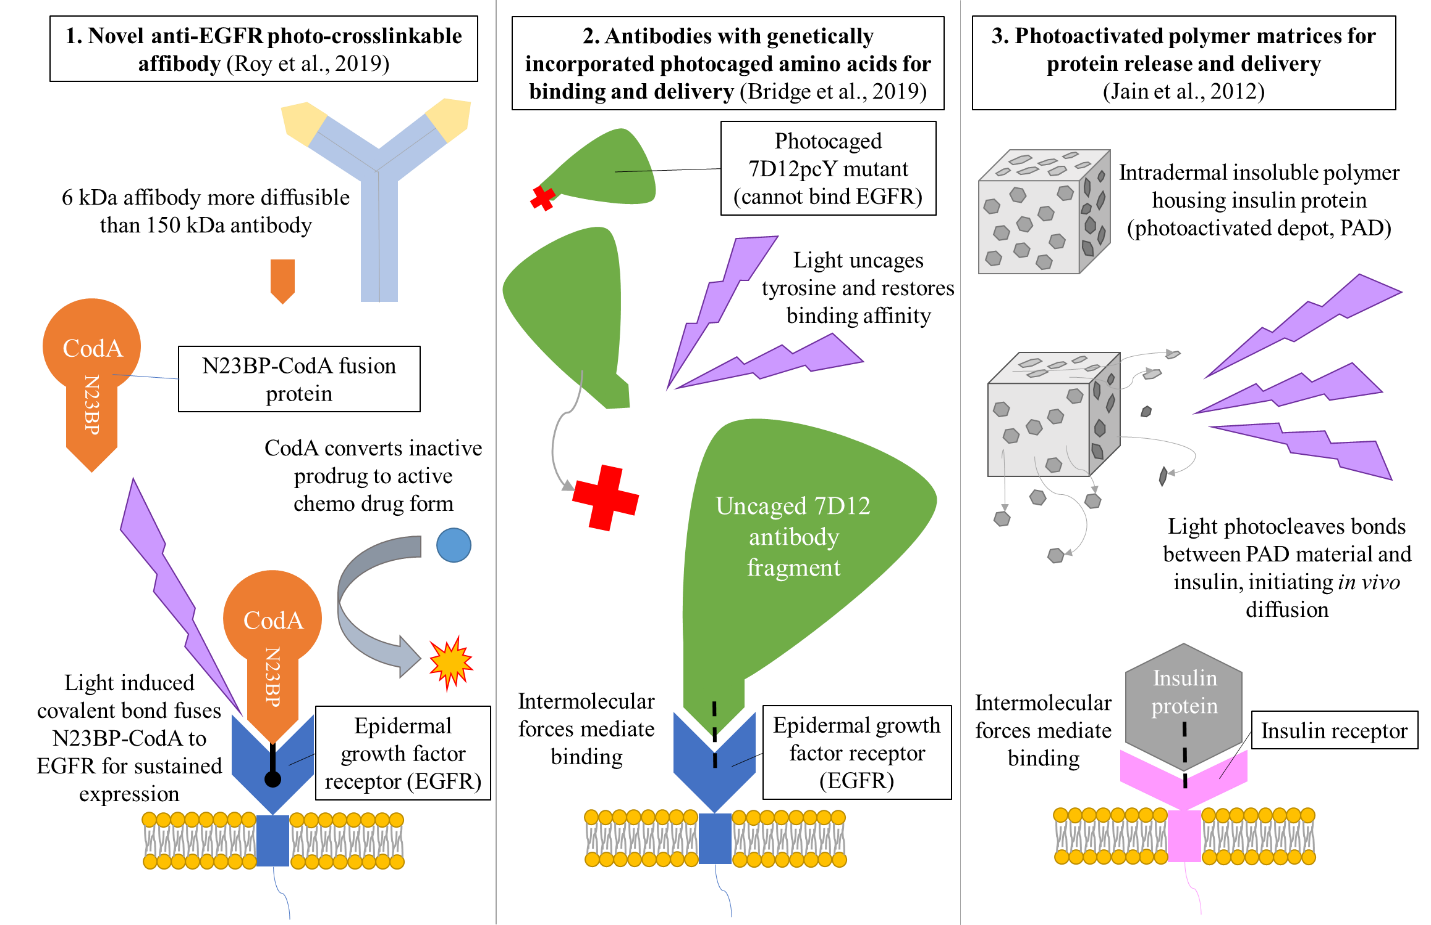 1. Novel anti-EGFR photo-crosslinkable
affibody (Roy et al., 2019)
6 kDa affibody more diffusible
than 150 kDa antibody
CodA
N23BP
N23BP-CodA fusion
protein
CodA converts inactive
prodrug to active
chemo drug form
CodA
N23BP
Light induced
covalent bond fuses
N23BP-CodA to
EGFR for sustained
expression
Epidermal
growth factor
receptor (EGFR)
2. Antibodies with genetically
incorporated photocaged amino acids for
binding and delivery (Bridge et al., 2019)
Photocaged
7D12pcY mutant
(cannot bind EGFR)
Light uncages
tyrosine and restores
binding affinity
Uncaged 7D12
antibody
fragment
Intermolecular
forces mediate
binding
Epidermal growth
factor receptor
(EGFR)
3. Photoactivated polymer matrices for
protein release and delivery
(Jain et al., 2012)
Intradermal insoluble polymer
housing insulin protein
(photoactivated depot, PAD)
Light photocleaves bonds
between PAD material and
insulin, initiating in vivo
diffusion
Insulin
protein
Intermolecular
forces mediate
binding
Insulin receptor